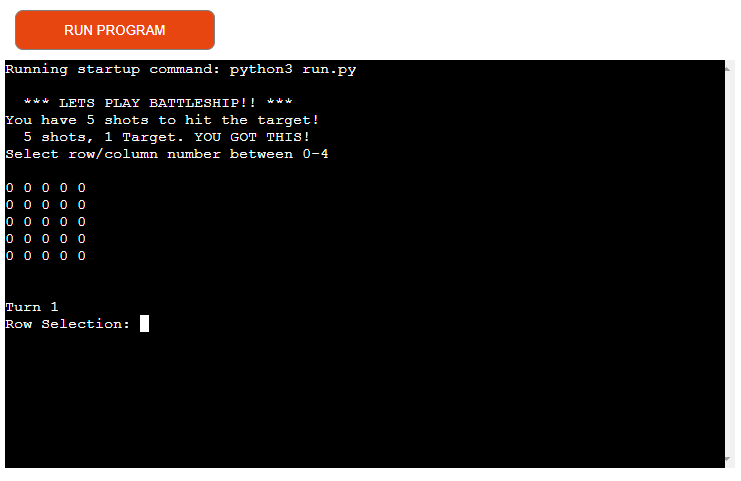 RUN PROGRAM
Running startup command: python3 run.py
*** LETS PLAY BATTLESHIP!! ***
You have 5 shots to hit the target!
5 shots, 1 Target. YOU GOT THIS!
Select row/column number between 0-4
0 0 0 0 0
0 0 0 0 0
0 0 0 0 0
0 0 0 0 0
0 0 0 0 0
Turn 1
Row Selection: